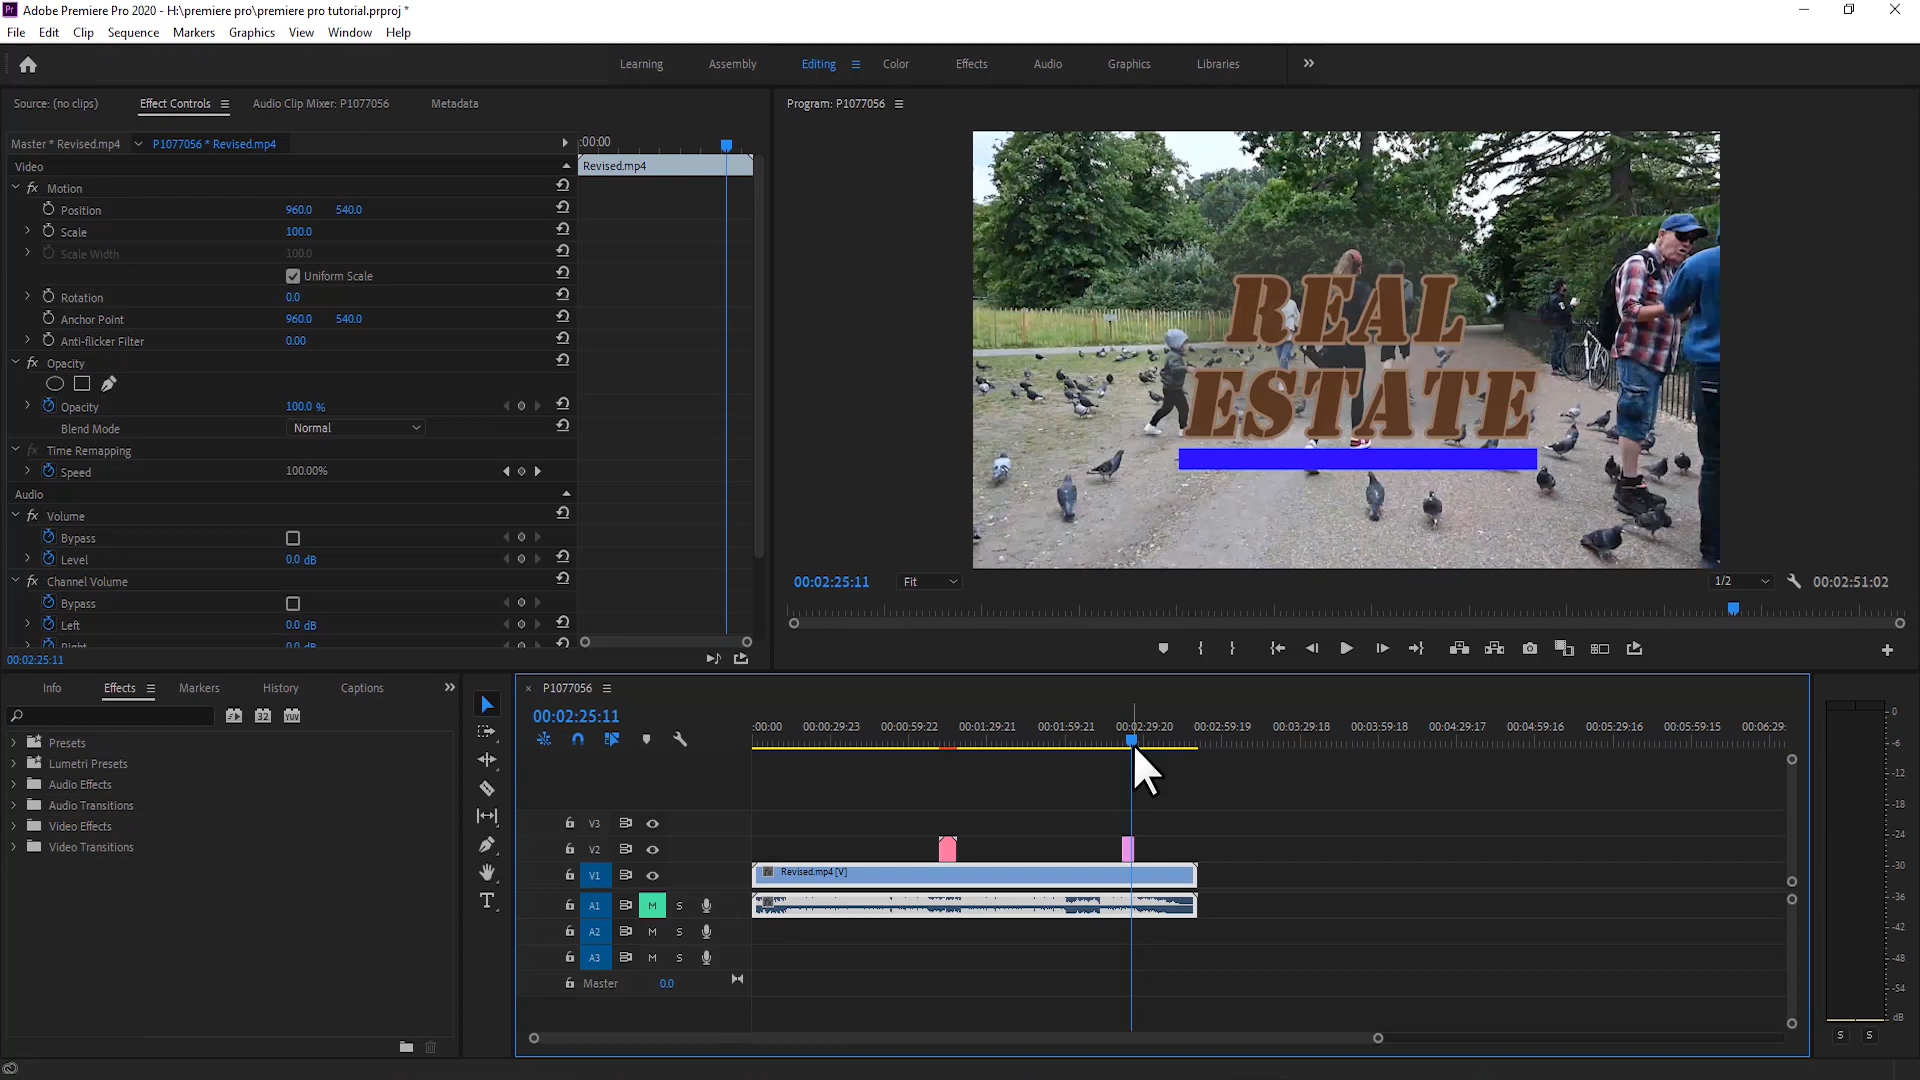 Adobe Premiere Pro 2020 - H:\premiere pro\premiere pro tutorial.prproj *
File Edit Clip Sequence Markers Graphics View Window Help
Learning Assembly Editing Color Effects Audio Graphics Libraries
Source: (no clips) Effect Controls Audio Clip Mixer: P1077056 Metadata
Program: P1077056
Master * Revised.mp4 P1077056 * Revised.mp4 :00:00
Video Revised.mp4
fx Motion
Position 960.0 540.0
Scale 100.0
Scale Width 100.0
Uniform Scale
Rotation 0.0
Anchor Point 960.0 540.0
Anti-flicker Filter 0.00
fx Opacity
Opacity 100.0 %
Blend Mode Normal
fx Time Remapping
Speed 100.00%
Audio
fx Volume
Bypass
Level 0.0 dB
fx Channel Volume
Bypass
Left 0.0 dB
Right 0.0 dB
00:02:25:11
REAL
ESTATE
00:02:25:11 Fit 1/2 00:02:51:02
Info Effects Markers History Captions
32 YUV
Presets
Lumetri Presets
Audio Effects
Audio Transitions
Video Effects
Video Transitions
P1077056
00:02:25:11
:00:00 00:00:29:23 00:00:59:22 00:01:29:21 00:01:59:21 00:02:29:20 00:02:59:19 00:03:29:18 00:03:59:18 00:04:29:17 00:04:59:16 00:05:29:16 00:05:59:15 00:06:29:
V3
V2
V1 fx Revised.mp4 [V]
A1 M S fx
A2 M S
A3 M S
Master 0.0
0
-6
-12
-18
-24
-30
-36
-42
-48
-54
dB
S S